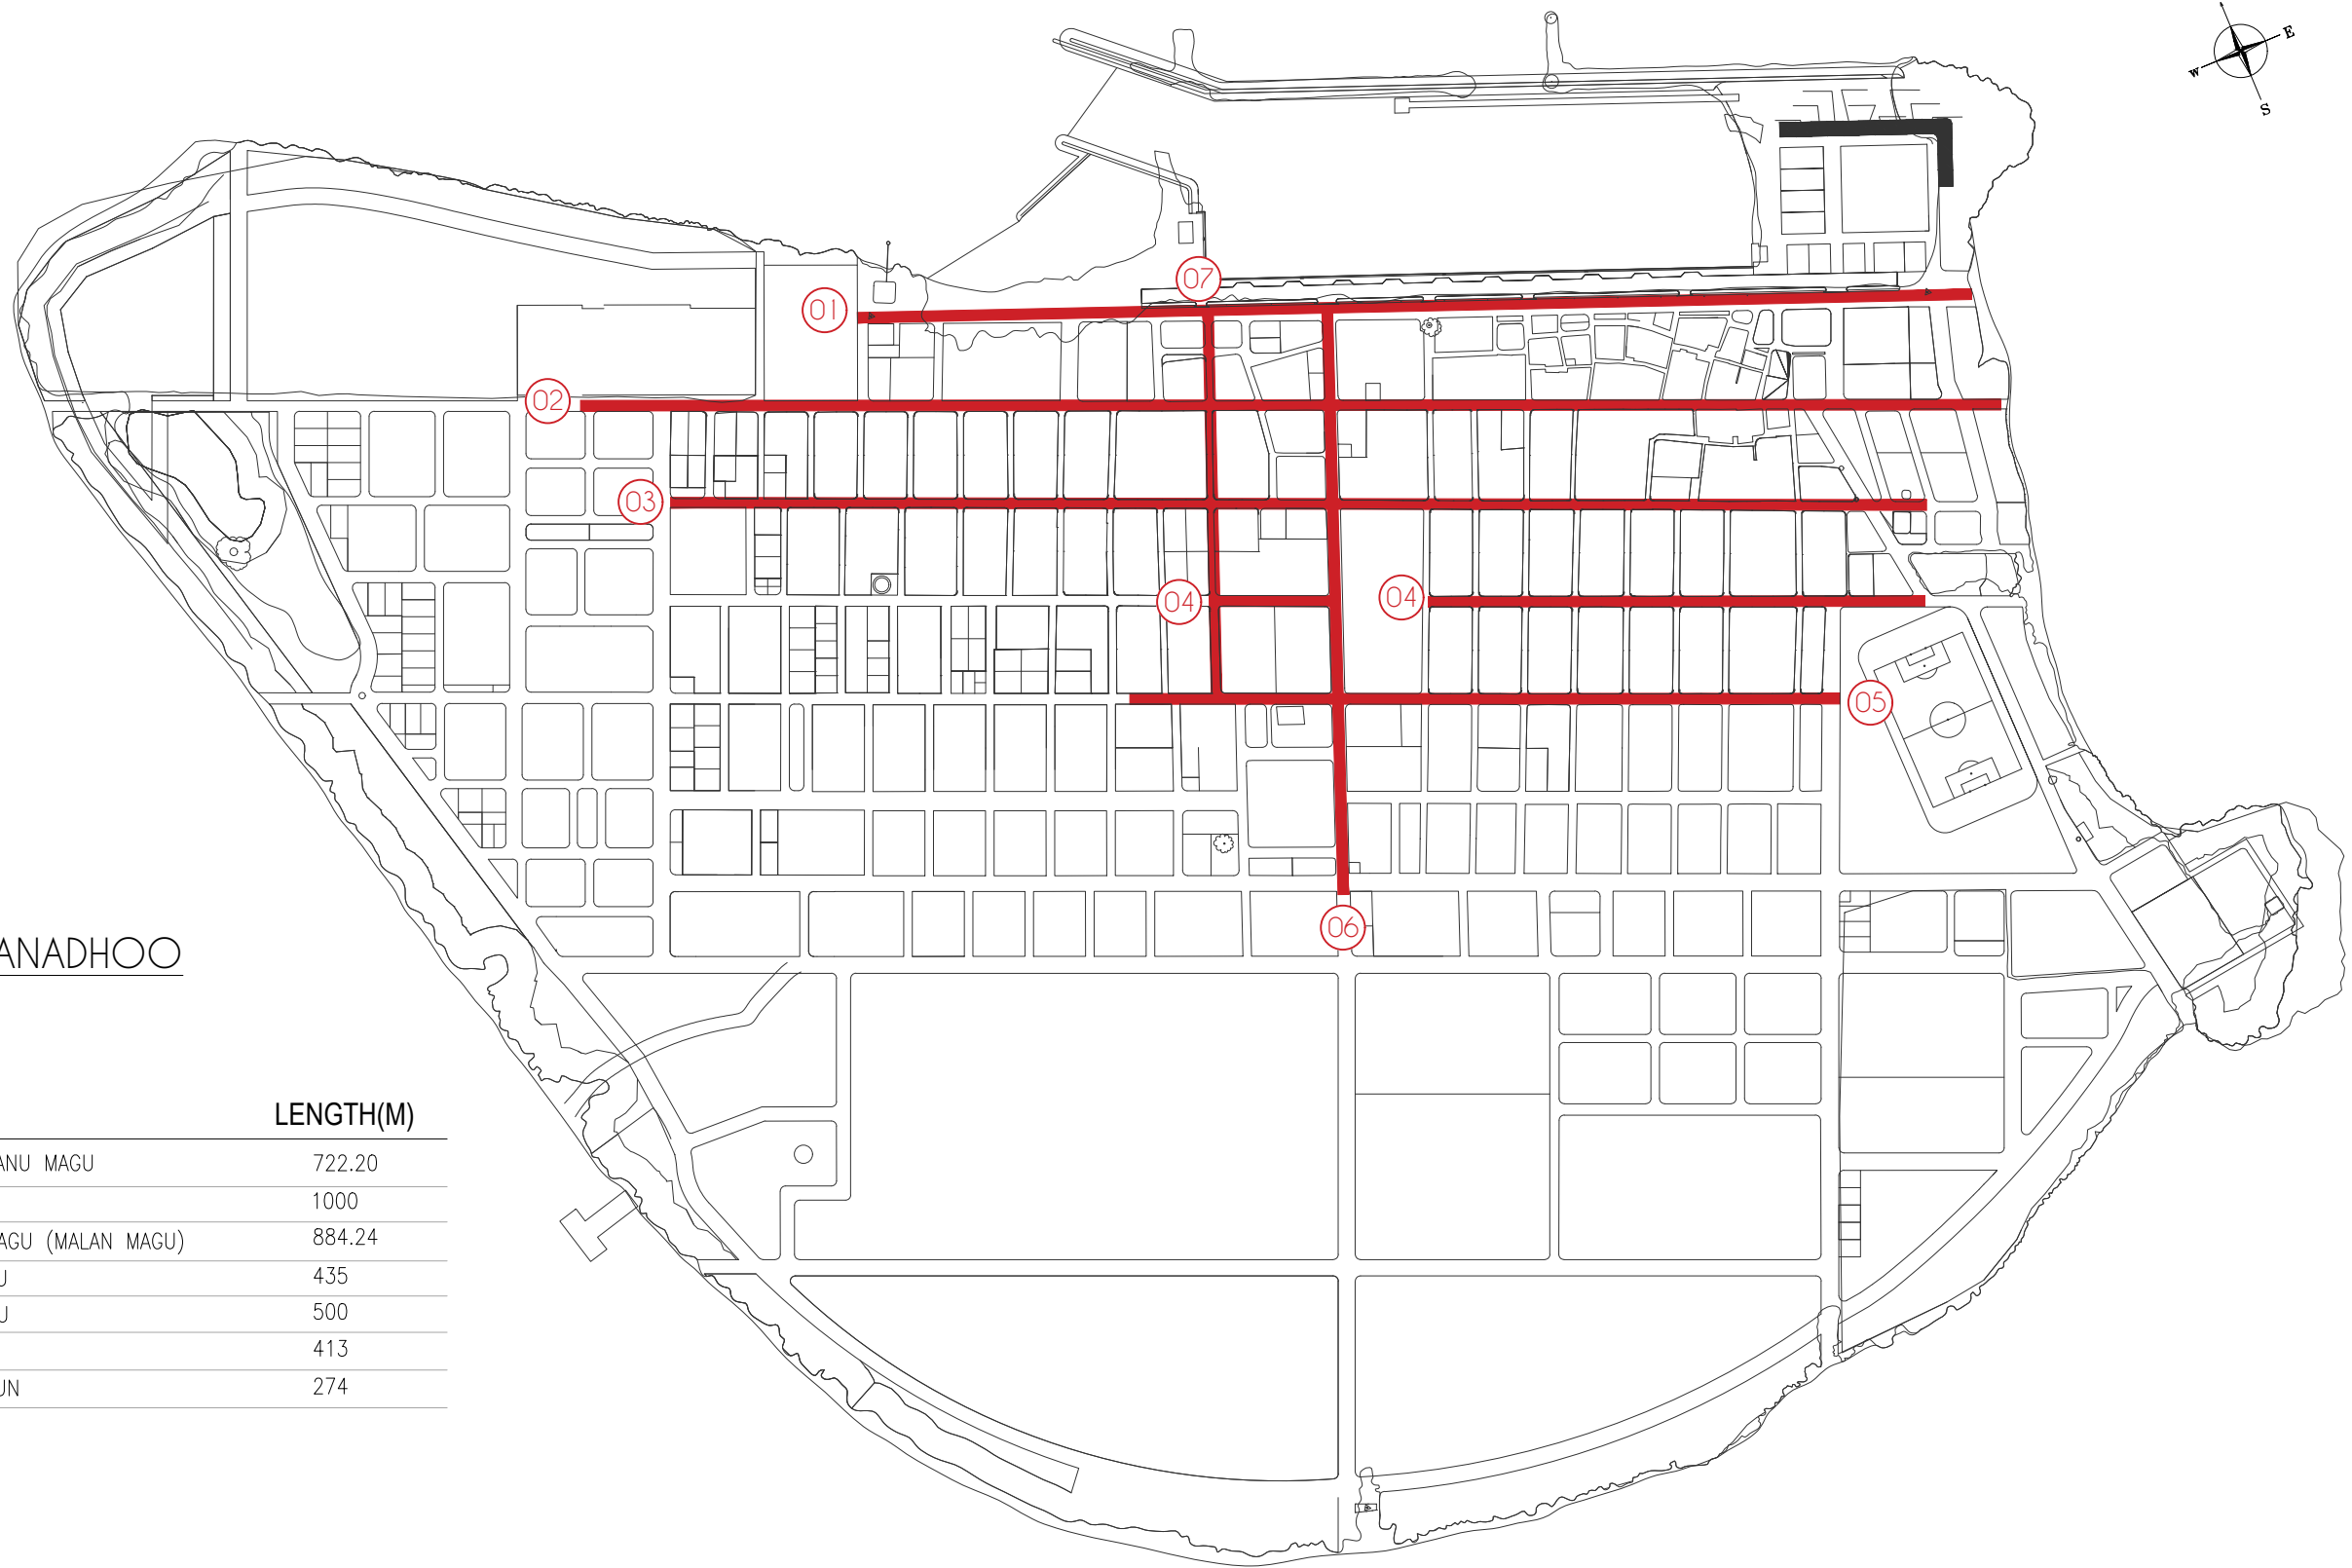 E
W
S
07
01
02
03
04
04
05
06
ANADHOO
LENGTH(M)
ANU MAGU 722.20
1000
AGU (MALAN MAGU) 884.24
U 435
U 500
413
UN 274